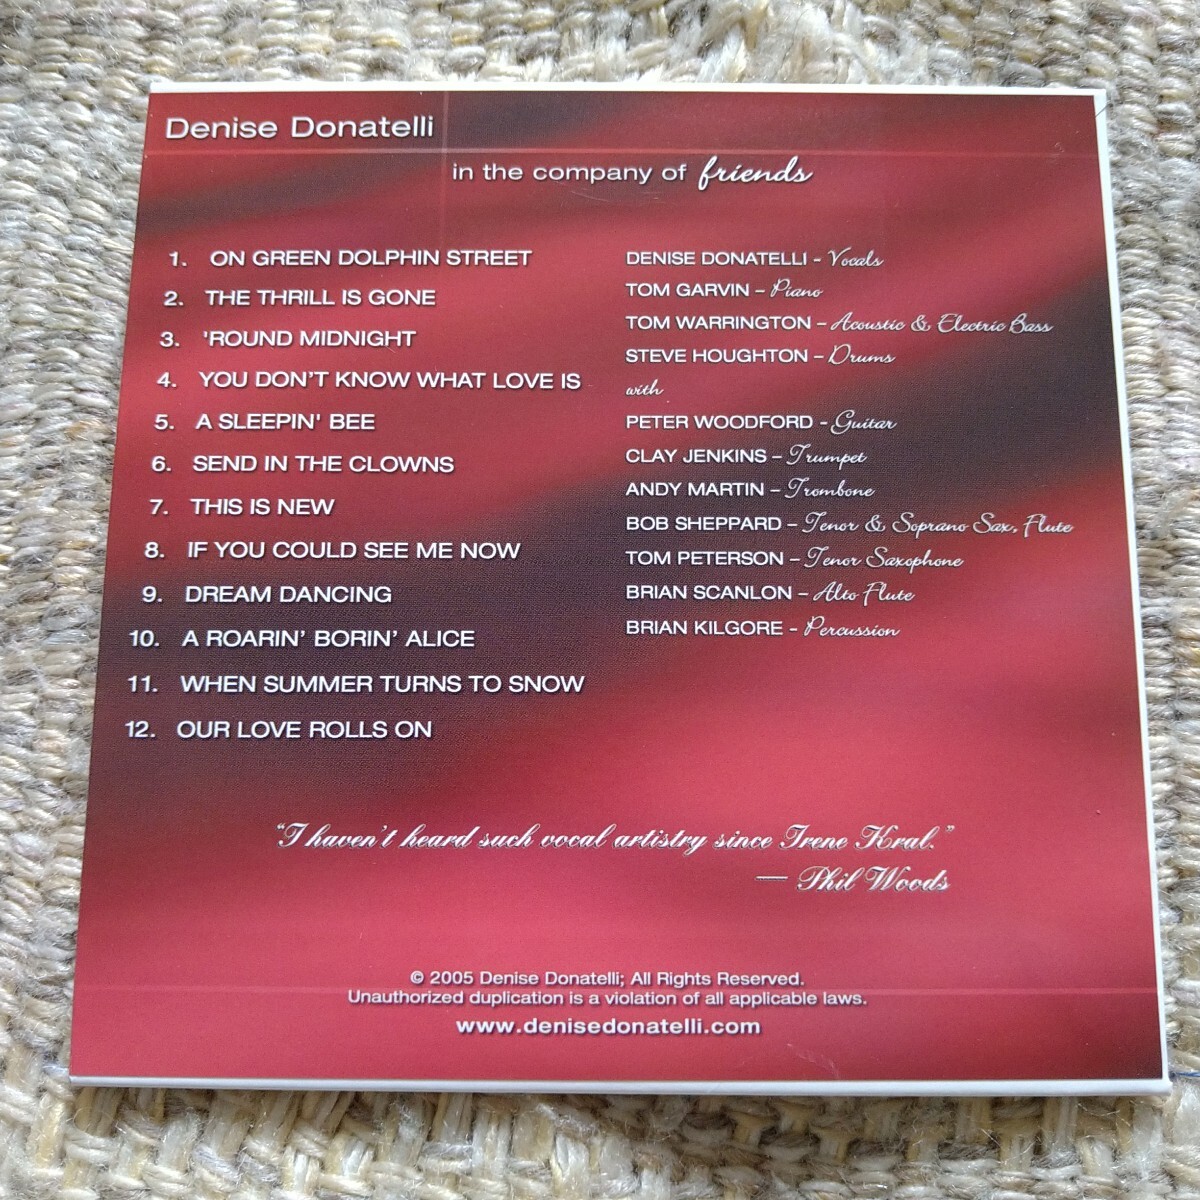 Denise Donatelli
in the company of friends
1. ON GREEN DOLPHIN STREET
2. THE THRILL IS GONE
3. 'ROUND MIDNIGHT
4. YOU DON'T KNOW WHAT LOVE IS
5. A SLEEPIN' BEE
6. SEND IN THE CLOWNS
7. THIS IS NEW
8. IF YOU COULD SEE ME NOW
9. DREAM DANCING
10. A ROARIN' BORIN' ALICE
11. WHEN SUMMER TURNS TO SNOW
12. OUR LOVE ROLLS ON
DENISE DONATELLI - Vocals
TOM GARVIN – Piano
TOM WARRINGTON – Acoustic & Electric Bass
STEVE HOUGHTON – Drums
with
PETER WOODFORD - Guitar
CLAY JENKINS – Trumpet
ANDY MARTIN – Trombone
BOB SHEPPARD – Tenor & Soprano Sax, Flute
TOM PETERSON – Tenor Saxophone
BRIAN SCANLON – Alto Flute
BRIAN KILGORE - Percussion
"I haven't heard such vocal artistry since Irene Kral."
— Phil Woods
© 2005 Denise Donatelli; All Rights Reserved.
Unauthorized duplication is a violation of all applicable laws.
www.denisedonatelli.com